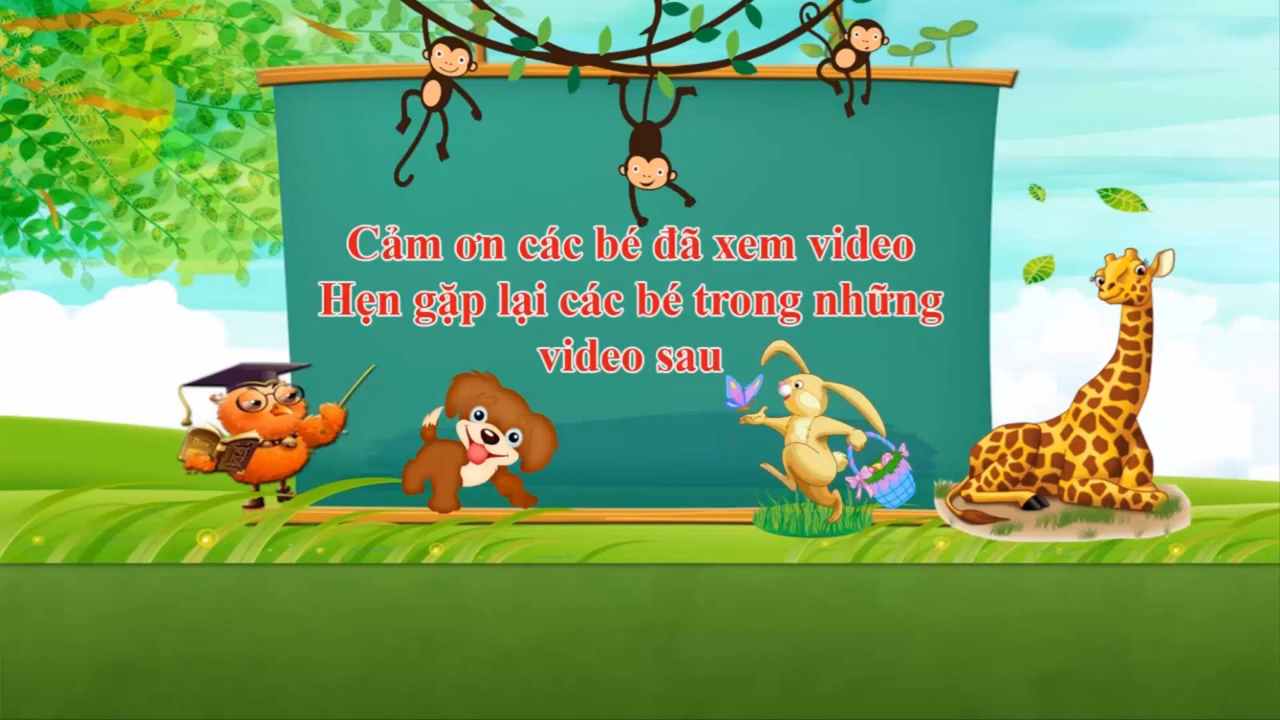 Cảm ơn các bé đã xem video
Hẹn gặp lại các bé trong những
video sau